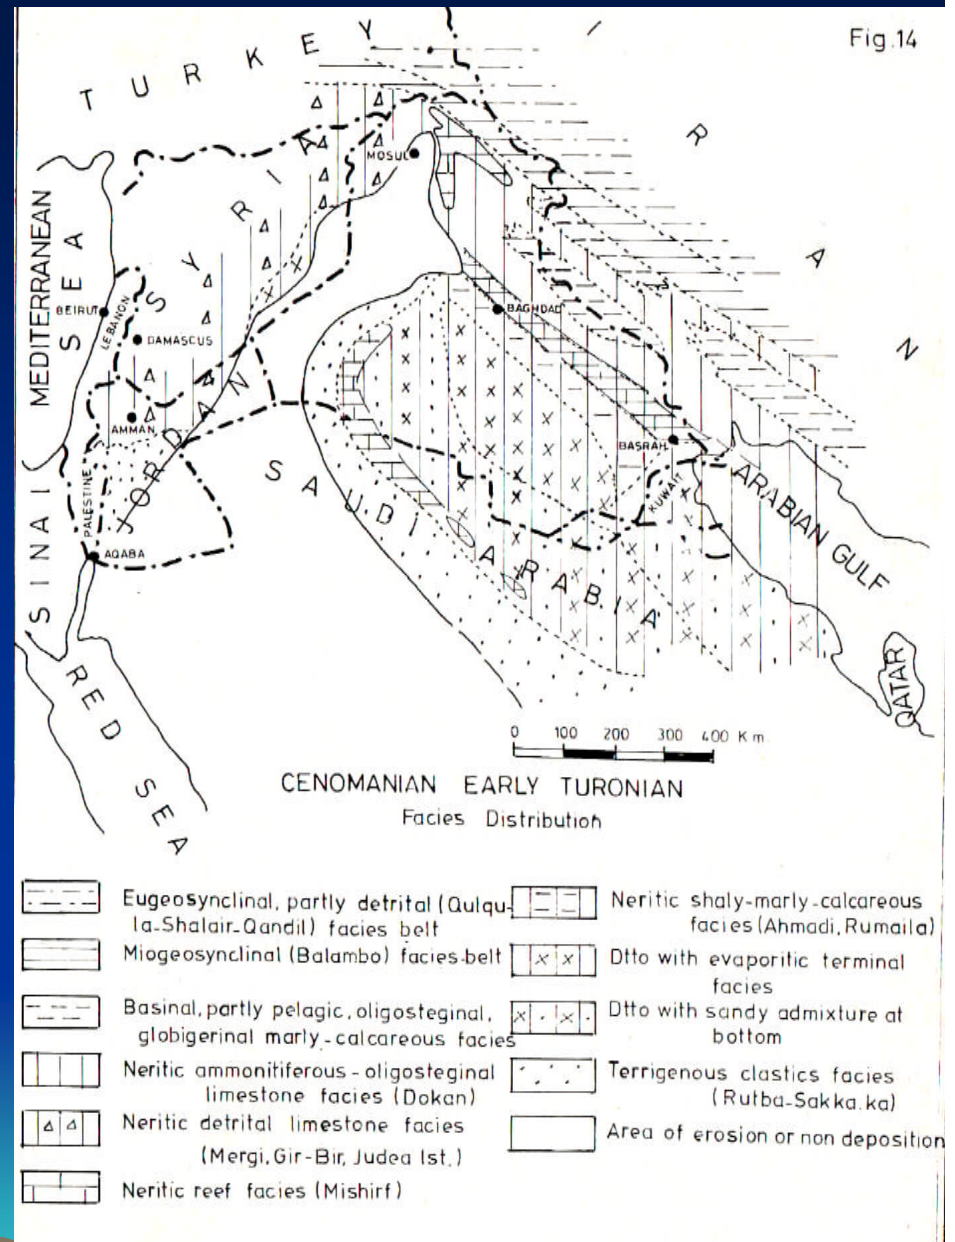 Fig.14
TURKEY
IRAN
SYRIA
MOSUL
MEDITERRANEAN
SEA
BEIRUT
LEBANON
DAMASCUS
BAGHDAD
AMMAN
JORDAN
PALESTINE
BASRAH
KUWAIT
SAUDI
ARABIA
ARABIAN GULF
SINAI
AQABA
RED SEA
QATAR
0 100 200 300 400 Km
CENOMANIAN EARLY TURONIAN
Facies Distribution
Eugeosynclinal, partly detrital (Qulqu-
la-Shalair-Qandil) facies belt
Miogeosynclinal (Balambo) facies-belt
Basinal, partly pelagic, oligosteginal,
globigerinal marly-calcareous facies
Neritic ammonitiferous-oligosteginal
limestone facies (Dokan)
Neritic detrital limestone facies
(Mergi, Gir-Bir, Judea lst.)
Neritic reef facies (Mishirf)
Neritic shaly-marly-calcareous
facies (Ahmadi, Rumaila)
Dtto with evaporitic terminal
facies
Dtto with sandy admixture at
bottom
Terrigenous clastics facies
(Rutba-Sakka.ka)
Area of erosion or non deposition